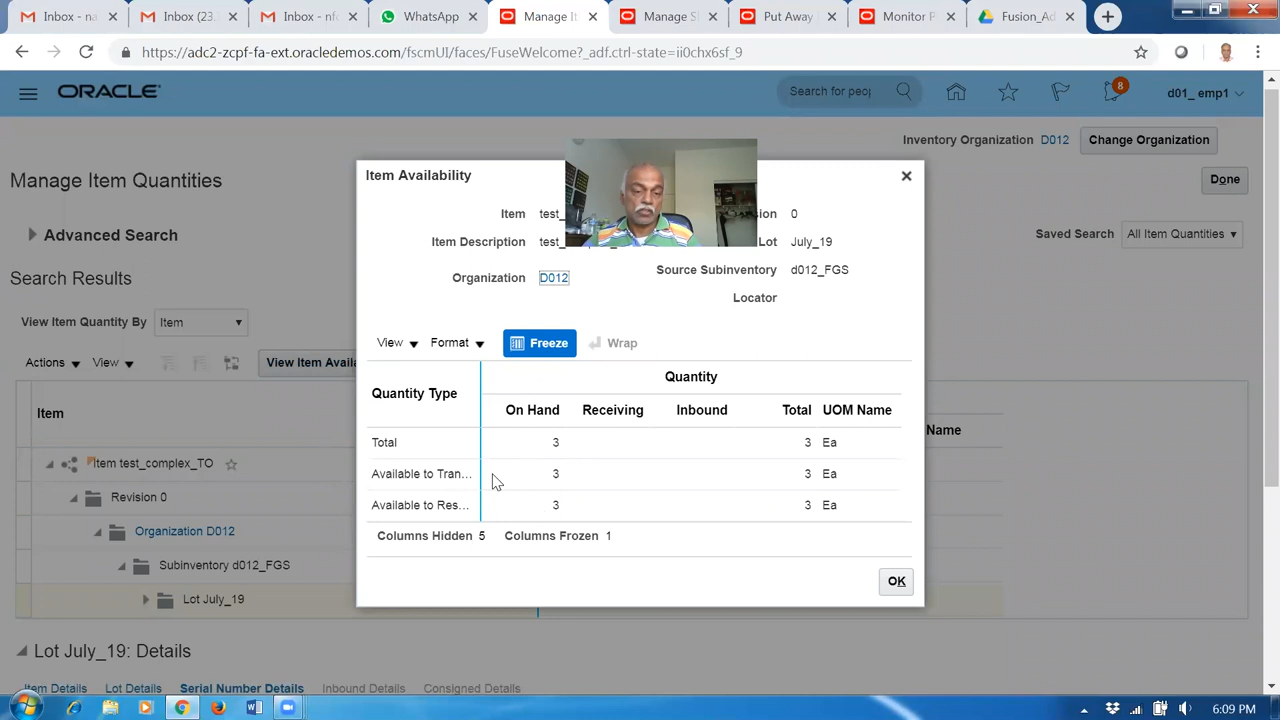 Inbox - na
Inbox (23.
Inbox - nfo
WhatsApp
Manage It
Manage S
Put Away
Monitor
Fusion_Ad
https://adc2-zcpf-fa-ext.oracledemos.com/fscmUI/faces/FuseWelcome?_adf.ctrl-state=ii0chx6sf_9
ORACLE
Search for peop
8
d01_ emp1
Inventory Organization D012 Change Organization
Manage Item Quantities
Done
Advanced Search
Saved Search All Item Quantities
Search Results
View Item Quantity By Item
Actions View View Item Availa
Item
Name
Item test_complex_TO
Revision 0
Organization D012
Subinventory d012_FGS
Lot July_19
Lot July_19: Details
Item Details Lot Details Serial Number Details Inbound Details Consigned Details
Item Availability
Item test_ sion 0
Item Description test_ Lot July_19
Organization D012
Source Subinventory d012_FGS
Locator
View Format Freeze Wrap
Quantity Type
Quantity
On Hand Receiving Inbound Total UOM Name
Total 3 3 Ea
Available to Tran... 3 3 Ea
Available to Res... 3 3 Ea
Columns Hidden 5 Columns Frozen 1
OK
6:09 PM